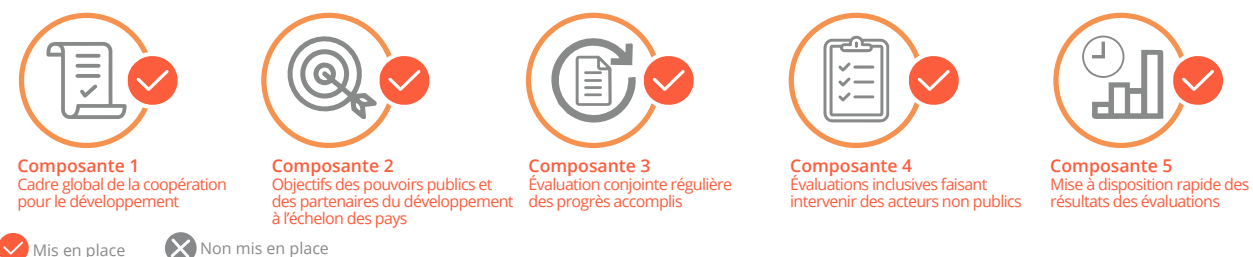 Composante 1
Cadre global de la coopération
pour le développement
Composante 2
Objectifs des pouvoirs publics et
des partenaires du développement
à l’échelon des pays
Composante 3
Évaluation conjointe régulière
des progrès accomplis
Composante 4
Évaluations inclusives faisant
intervenir des acteurs non publics
Composante 5
Mise à disposition rapide des
résultats des évaluations
Mis en place
Non mis en place